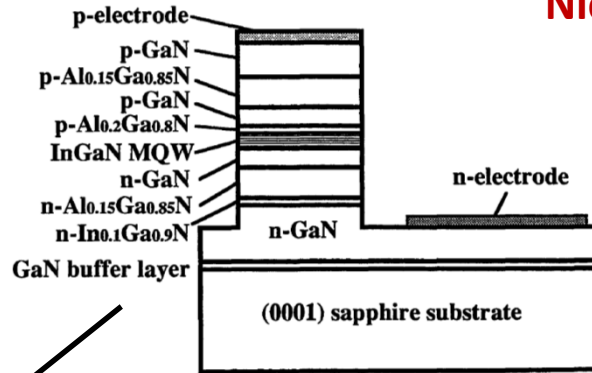 p-electrode
p-GaN
p-Al0.15Ga0.85N
p-GaN
p-Al0.2Ga0.8N
InGaN MQW
n-GaN
n-Al0.15Ga0.85N
n-In0.1Ga0.9N
GaN buffer layer
n-electrode
n-GaN
(0001) sapphire substrate